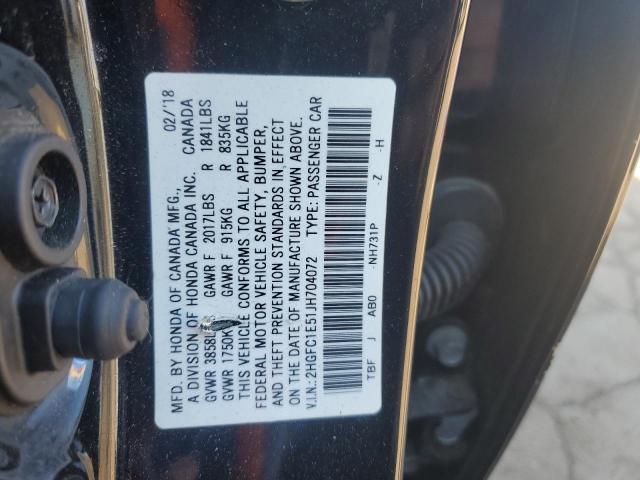 MFD. BY HONDA OF CANADA MFG., 02/'18
A DIVISION OF HONDA CANADA INC. CANADA
GVWR 3858L GAWR F 2017LBS R 1841LBS
GVWR 1750K GAWR F 915KG R 835KG
THIS VEHICLE CONFORMS TO ALL APPLICABLE
FEDERAL MOTOR VEHICLE SAFETY, BUMPER,
AND THEFT PREVENTION STANDARDS IN EFFECT
ON THE DATE OF MANUFACTURE SHOWN ABOVE.
V.I.N.: 2HGFC1E51JH704072 TYPE: PASSENGER CAR
TBF J AB0 -NH731P -Z -H